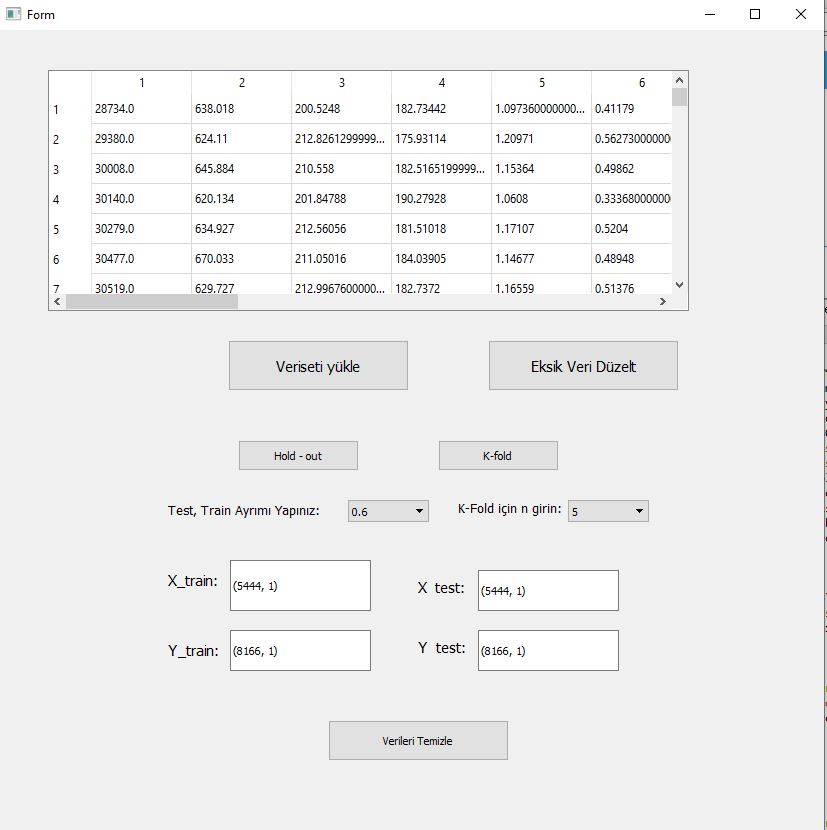 Form
1 2 3 4 5 6
1 28734.0 638.018 200.5248 182.73442 1.097360000000... 0.41179
2 29380.0 624.11 212.8261299999... 175.93114 1.20971 0.5627300000
3 30008.0 645.884 210.558 182.5165199999... 1.15364 0.49862
4 30140.0 620.134 201.84788 190.27928 1.0608 0.3336800000
5 30279.0 634.927 212.56056 181.51018 1.17107 0.5204
6 30477.0 670.033 211.05016 184.03905 1.14677 0.48948
7 30519.0 629.727 212.9967600000... 182.7372 1.16559 0.51376
Veriseti yükle Eksik Veri Düzelt
Hold - out K-fold
Test, Train Ayrımı Yapınız: 0.6 K-Fold için n girin: 5
X_train: (5444, 1) X test: (5444, 1)
Y_train: (8166, 1) Y test: (8166, 1)
Verileri Temizle